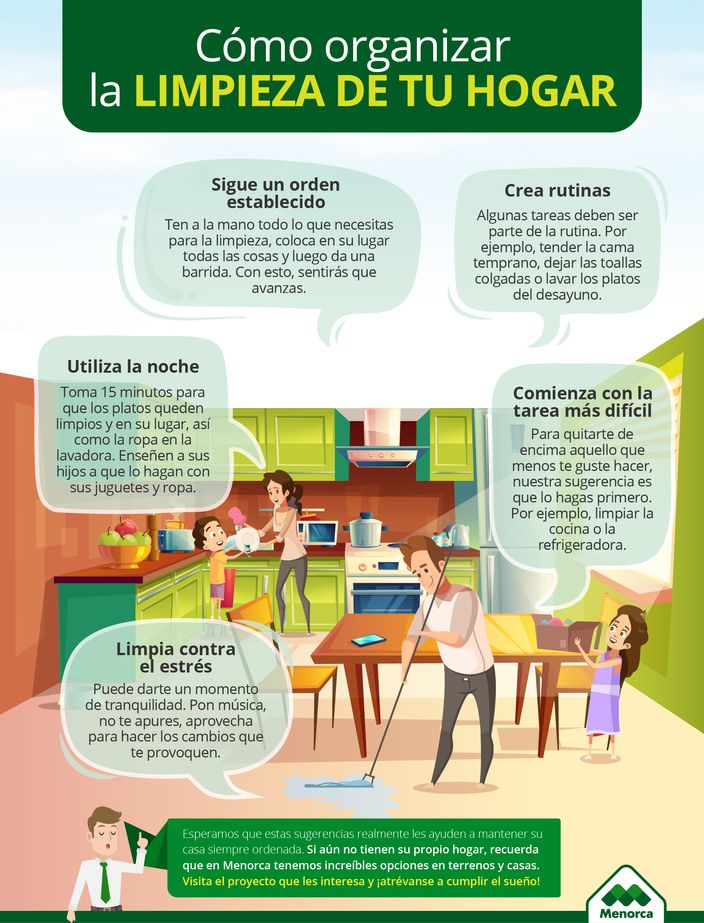 Cómo organizar
la LIMPIEZA DE TU HOGAR
Sigue un orden
establecido
Ten a la mano todo lo que necesitas
para la limpieza, coloca en su lugar
todas las cosas y luego da una
barrida. Con esto, sentirás que
avanzas.
Crea rutinas
Algunas tareas deben ser
parte de la rutina. Por
ejemplo, tender la cama
temprano, dejar las toallas
colgadas o lavar los platos
del desayuno.
Utiliza la noche
Toma 15 minutos para
que los platos queden
limpios y en su lugar, así
como la ropa en la
lavadora. Enseñen a sus
hijos a que lo hagan con
sus juguetes y ropa.
Comienza con la
tarea más difícil
Para quitarte de
encima aquello que
menos te guste hacer,
nuestra sugerencia es
que lo hagas primero.
Por ejemplo, limpiar la
cocina o la
refrigeradora.
Limpia contra
el estrés
Puede darte un momento
de tranquilidad. Pon música,
no te apures, aprovecha
para hacer los cambios que
te provoquen.
Esperamos que estas sugerencias realmente les ayuden a mantener su
casa siempre ordenada. Si aún no tienen su propio hogar, recuerda
que en Menorca tenemos increíbles opciones en terrenos y casas.
Visita el proyecto que les interesa y ¡atrévanse a cumplir el sueño!
Menorca